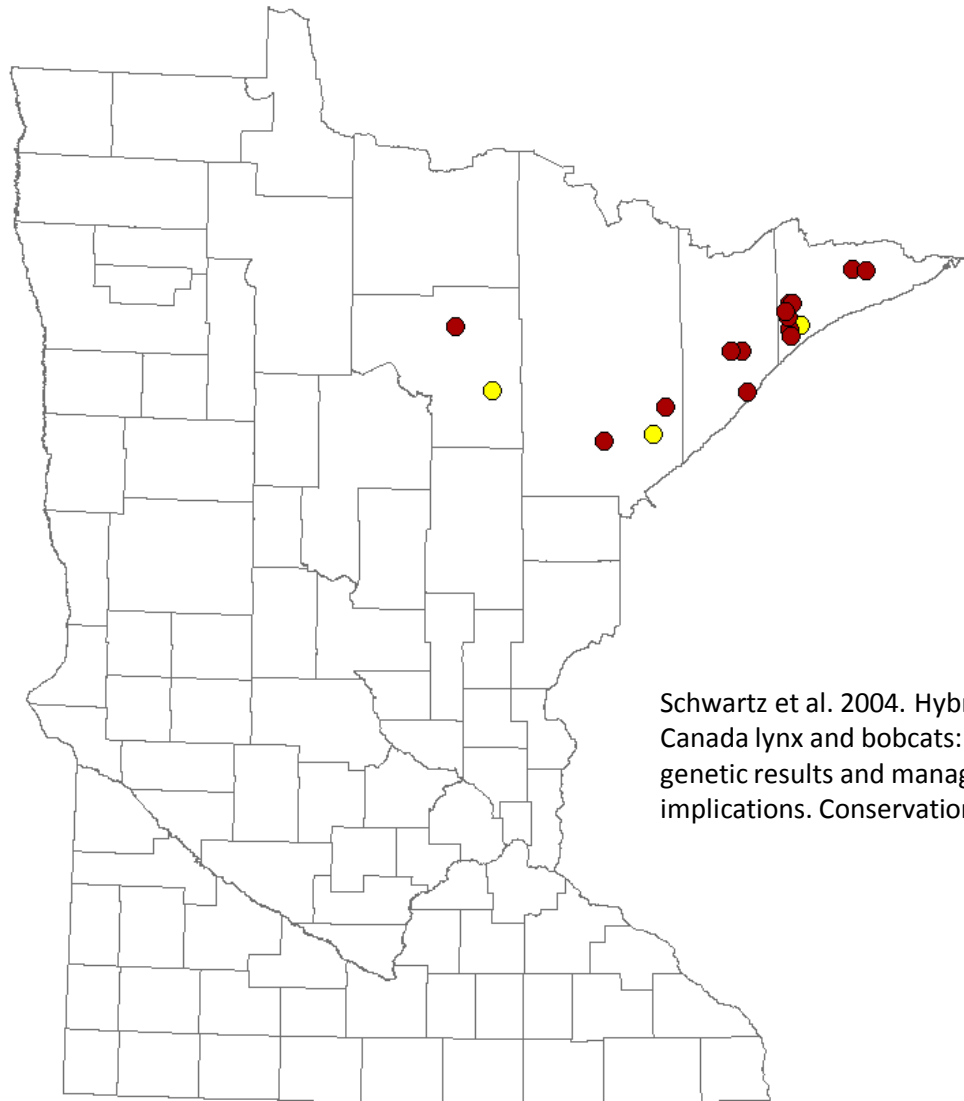 Schwartz et al. 2004. Hybr
Canada lynx and bobcats:
genetic results and manag
implications. Conservation